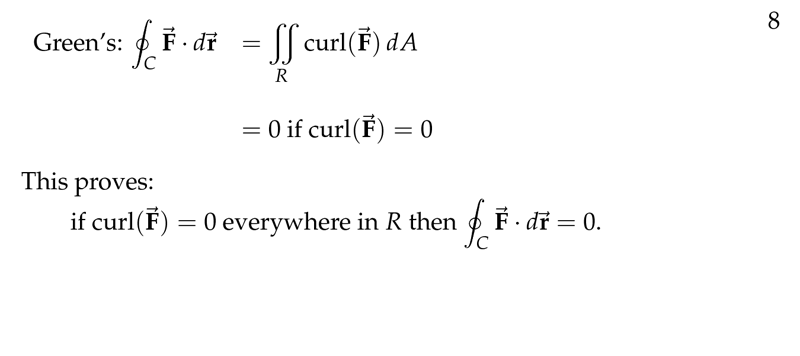 8
Green's: ∮_C F⃗ · dr⃗ = ∬_R curl(F⃗) dA
= 0 if curl(F⃗) = 0
This proves:
if curl(F⃗) = 0 everywhere in R then ∮_C F⃗ · dr⃗ = 0.